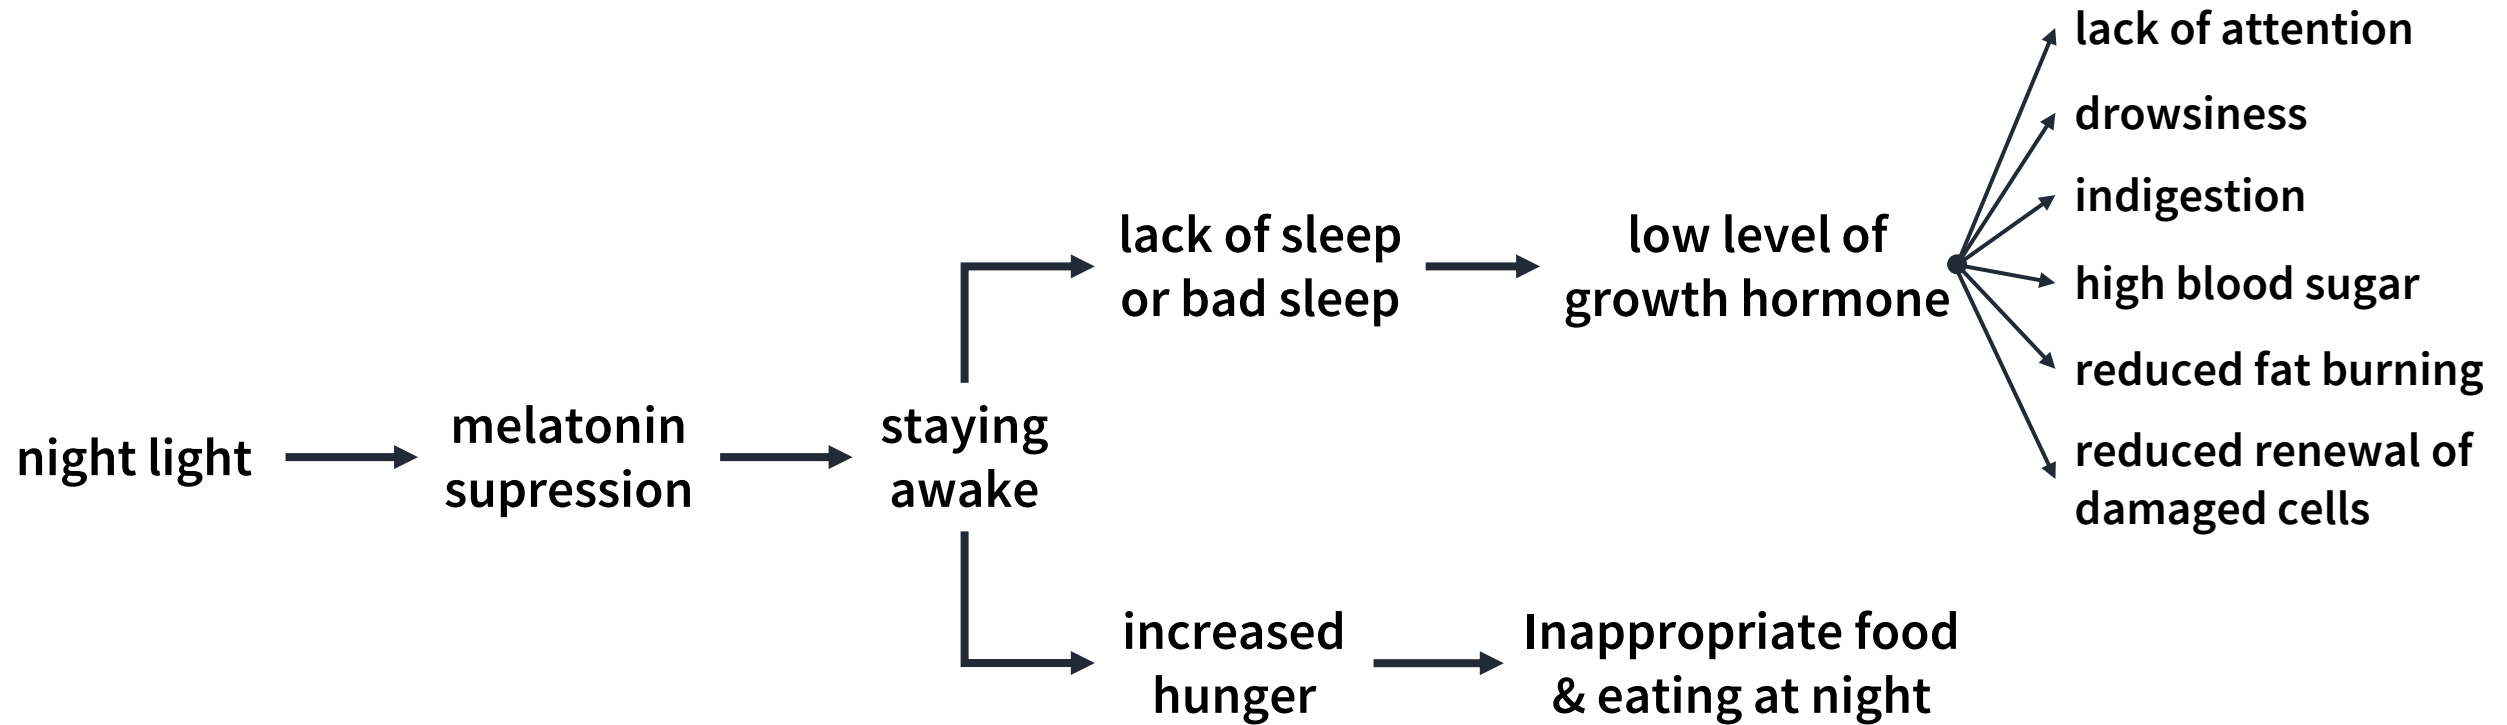 night light
melatonin
supression
staying
awake
lack of sleep
or bad sleep
low level of
growth hormone
lack of attention
drowsiness
indigestion
high blood sugar
reduced fat burning
reduced renewal of
damaged cells
increased
hunger
Inappropriate food
& eating at night